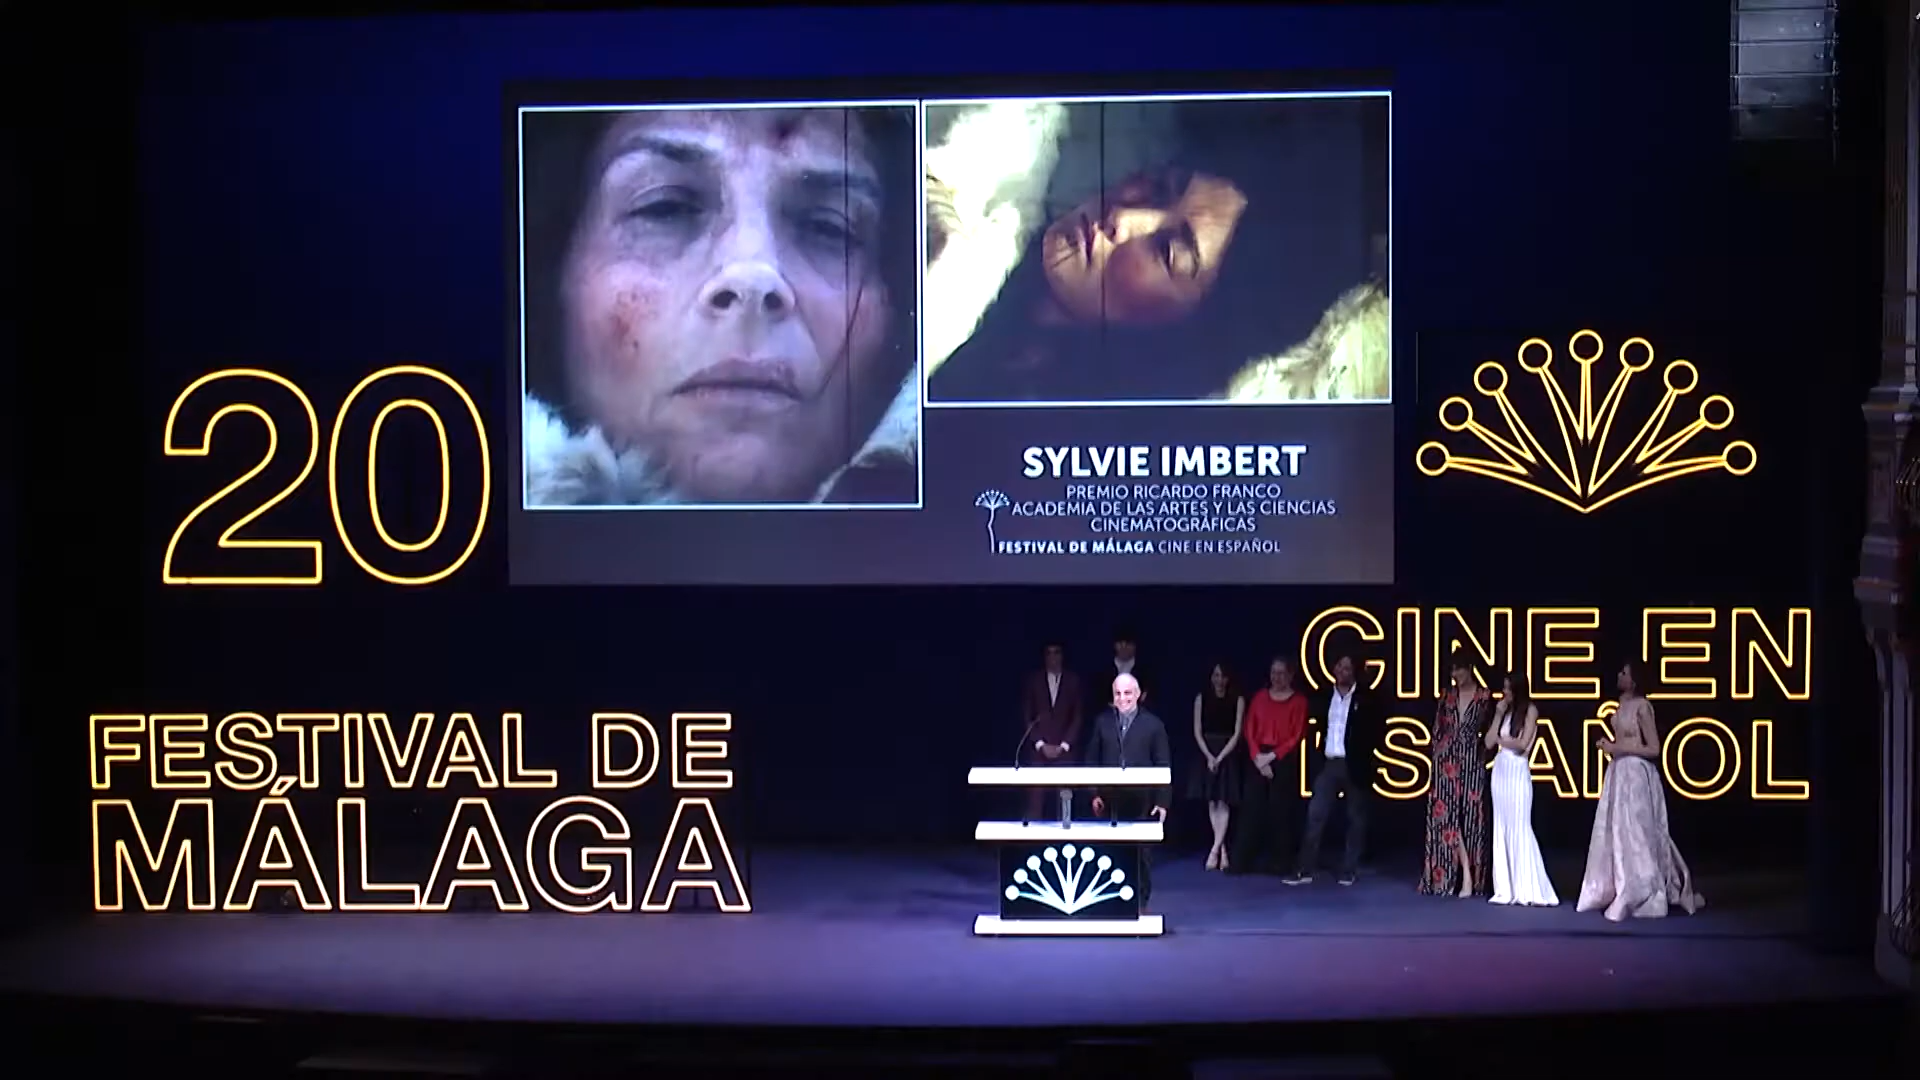 SYLVIE IMBERT
PREMIO RICARDO FRANCO
ACADEMIA DE LAS ARTES Y LAS CIENCIAS
CINEMATOGRÁFICAS
FESTIVAL DE MÁLAGA CINE EN ESPAÑOL
20
FESTIVAL DE
MÁLAGA
CINE EN
ESPAÑOL